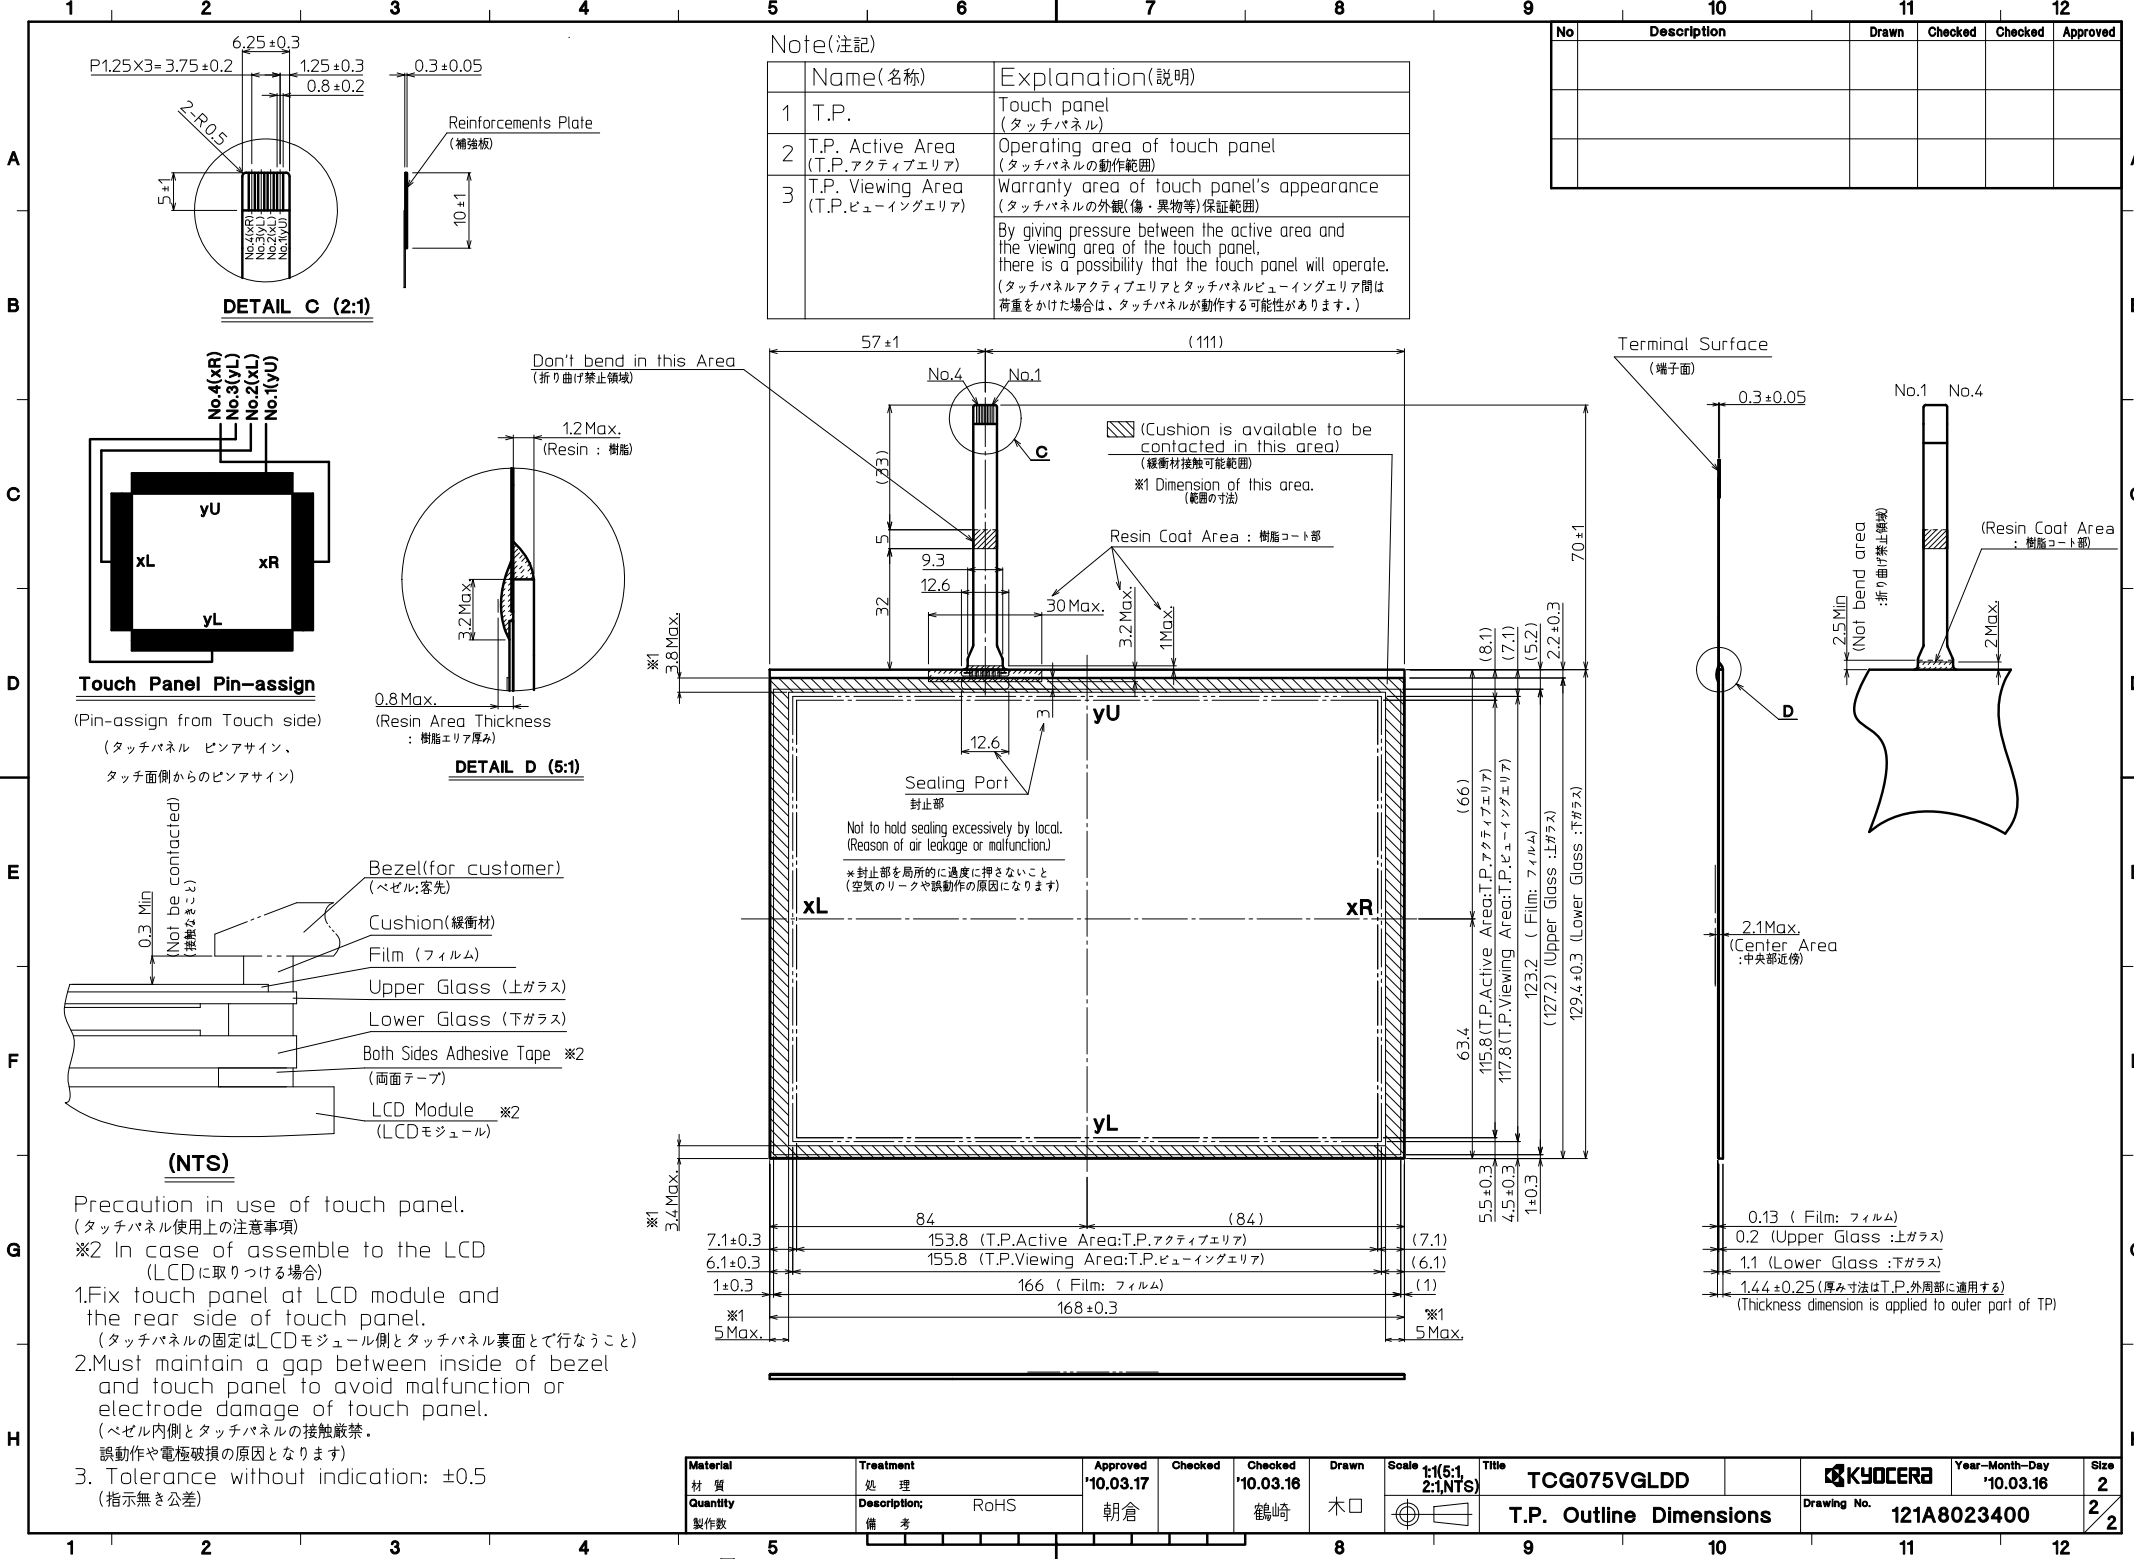 1 2 3 4 5 6 7 8 9 10 11 12
A
B
C
D
E
F
G
H
6.25±0.3
P1.25X3=3.75±0.2
1.25±0.3
0.8±0.2
0.3±0.05
2-R0.5
Reinforcements Plate
(補強板)
5±1
10±1
No.4(xR)
No.3(yL)
No.2(xL)
No.1(yU)
DETAIL C (2:1)
Note(注記)
Name(名称) Explanation(説明)
1 T.P. Touch panel
(タッチパネル)
2 T.P. Active Area Operating area of touch panel
(T.P.アクティブエリア) (タッチパネルの動作範囲)
3 T.P. Viewing Area Warranty area of touch panel's appearance
(T.P.ビューイングエリア) (タッチパネルの外観(傷・異物等)保証範囲)
By giving pressure between the active area and
the viewing area of the touch panel,
there is a possibility that the touch panel will operate.
(タッチパネルアクティブエリアとタッチパネルビューイングエリア間は
荷重をかけた場合は、タッチパネルが動作する可能性があります.)
No Description Drawn Checked Checked Approved
No.4(xR)
No.3(yL)
No.2(xL)
No.1(yU)
yU
xL xR
yL
Touch Panel Pin-assign
(Pin-assign from Touch side)
(タッチパネル ピンアサイン、
タッチ面側からのピンアサイン)
1.2Max.
(Resin : 樹脂)
3.2Max.
0.8Max.
(Resin Area Thickness
: 樹脂エリア厚み)
DETAIL D (5:1)
Don't bend in this Area
(折り曲げ禁止領域)
57±1
(111)
No.4 No.1
C
(33)
5
32
9.3
12.6
30Max.
3.2Max.
1Max.
(Cushion is available to be
contacted in this area)
(緩衝材接触可能範囲)
※1 Dimension of this area.
(範囲の寸法)
Resin Coat Area : 樹脂コート部
70±1
※1
3.8Max.
(8.1)
(7.1)
(5.2)
2.2±0.3
3
12.6
Sealing Port
封止部
Not to hold sealing excessively by local.
(Reason of air leakage or malfunction.)
*封止部を局所的に過度に押さないこと
(空気のリークや誤動作の原因になります)
yU
xL xR
yL
(66)
63.4
115.8(T.P.Active Area:T.P.アクティブエリア)
117.8(T.P.Viewing Area:T.P.ビューイングエリア)
123.2 ( Film: フィルム)
(127.2) (Upper Glass :上ガラス)
129.4±0.3 (Lower Glass :下ガラス)
5.5±0.3
4.5±0.3
1±0.3
※1
3.4Max.
84 (84)
7.1±0.3 153.8 (T.P.Active Area:T.P.アクティブエリア) (7.1)
6.1±0.3 155.8 (T.P.Viewing Area:T.P.ビューイングエリア) (6.1)
1±0.3 166 ( Film: フィルム) (1)
168±0.3
※1
5Max.
※1
5Max.
Terminal Surface
(端子面)
0.3±0.05
D
2.1Max.
(Center Area
:中央部近傍)
0.13 ( Film: フィルム)
0.2 (Upper Glass :上ガラス)
1.1 (Lower Glass :下ガラス)
1.44±0.25(厚み寸法はT.P.外周部に適用する)
(Thickness dimension is applied to outer part of TP)
No.1 No.4
2.5Min
(Not bend area
:折り曲げ禁止領域)
(Resin Coat Area
: 樹脂コート部)
2Max.
0.3 Min
(Not be contacted)
(接触なきこと)
Bezel(for customer)
(ベゼル:客先)
Cushion(緩衝材)
Film (フィルム)
Upper Glass (上ガラス)
Lower Glass (下ガラス)
Both Sides Adhesive Tape ※2
(両面テープ)
LCD Module ※2
(LCDモジュール)
(NTS)
Precaution in use of touch panel.
(タッチパネル使用上の注意事項)
※2 In case of assemble to the LCD
(LCDに取りつける場合)
1.Fix touch panel at LCD module and
the rear side of touch panel.
(タッチパネルの固定はLCDモジュール側とタッチパネル裏面とで行なうこと)
2.Must maintain a gap between inside of bezel
and touch panel to avoid malfunction or
electrode damage of touch panel.
(ベゼル内側とタッチパネルの接触厳禁.
誤動作や電極破損の原因となります)
3. Tolerance without indication: ±0.5
(指示無き公差)
Material
材 質
Treatment
処 理
Quantity
製作数
Description;
備 考
RoHS
Approved
'10.03.17
朝倉
Checked
Checked
'10.03.16
鶴崎
Drawn
木口
Scale 1:1(5:1,
2:1,NTS)
Title
TCG075VGLDD
T.P. Outline Dimensions
KYOCERA
Year-Month-Day
'10.03.16
Size
2
Drawing No.
121A8023400
2/2
1 2 3 4 5 8 9 10 11 12